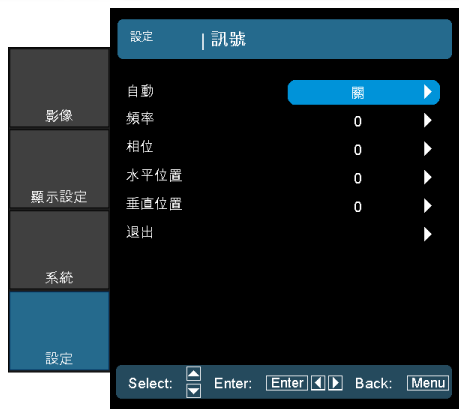 設定 | 訊號
影像
顯示設定
系統
設定
自動 關
頻率 0
相位 0
水平位置 0
垂直位置 0
退出
Select: Enter: Enter Back: Menu